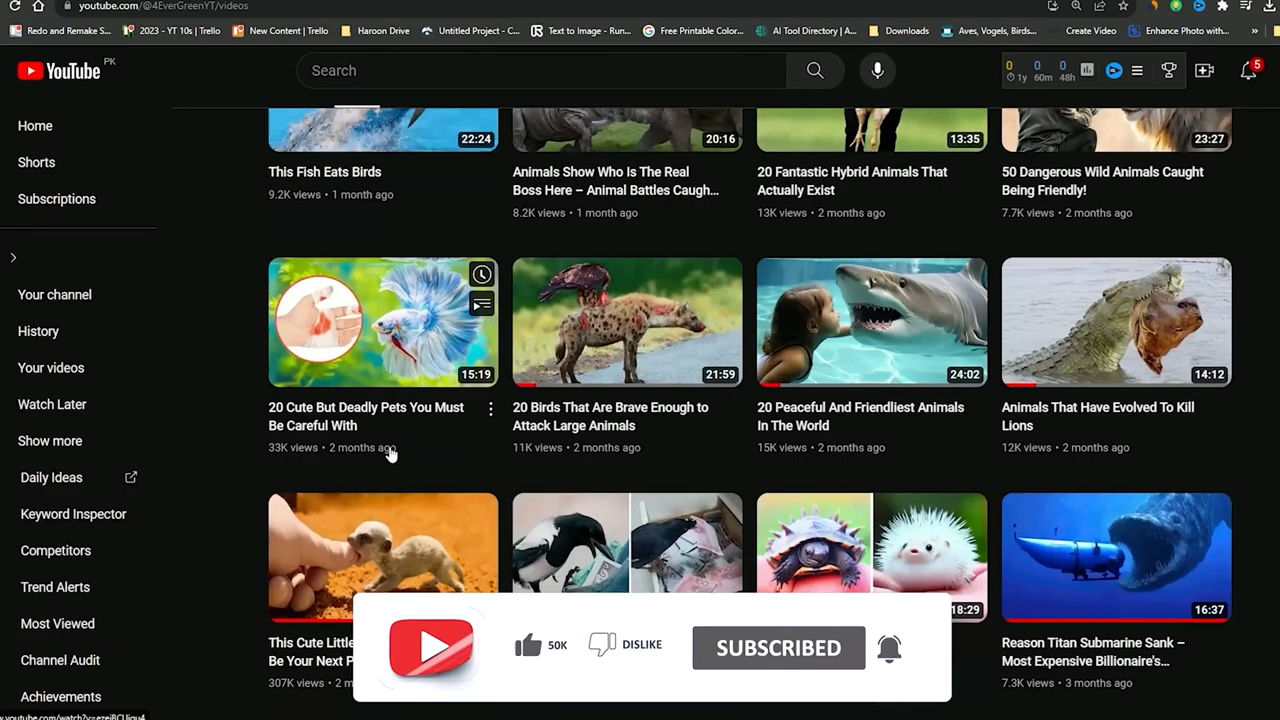 youtube.com/@4EverGreenYT/videos
Redo and Remake S...
2023 - YT 10s | Trello
New Content | Trello
Haroon Drive
Untitled Project - C...
Text to Image - Run...
Free Printable Color...
AI Tool Directory | A...
Downloads
Aves, Vogels, Birds...
Create Video
Enhance Photo with...
YouTube PK
Search
0 0 0
1y 60m 48h
5
Home
Shorts
Subscriptions
Your channel
History
Your videos
Watch Later
Show more
Daily Ideas
Keyword Inspector
Competitors
Trend Alerts
Most Viewed
Channel Audit
Achievements
22:24
This Fish Eats Birds
9.2K views • 1 month ago
20:16
Animals Show Who Is The Real
Boss Here – Animal Battles Caugh...
8.2K views • 1 month ago
13:35
20 Fantastic Hybrid Animals That
Actually Exist
13K views • 2 months ago
23:27
50 Dangerous Wild Animals Caught
Being Friendly!
7.7K views • 2 months ago
15:19
20 Cute But Deadly Pets You Must
Be Careful With
33K views • 2 months ago
21:59
20 Birds That Are Brave Enough to
Attack Large Animals
11K views • 2 months ago
24:02
20 Peaceful And Friendliest Animals
In The World
15K views • 2 months ago
14:12
Animals That Have Evolved To Kill
Lions
12K views • 2 months ago
This Cute Little
Be Your Next P
307K views • 2 m
18:29
16:37
Reason Titan Submarine Sank –
Most Expensive Billionaire's...
7.3K views • 3 months ago
50K
DISLIKE
SUBSCRIBED